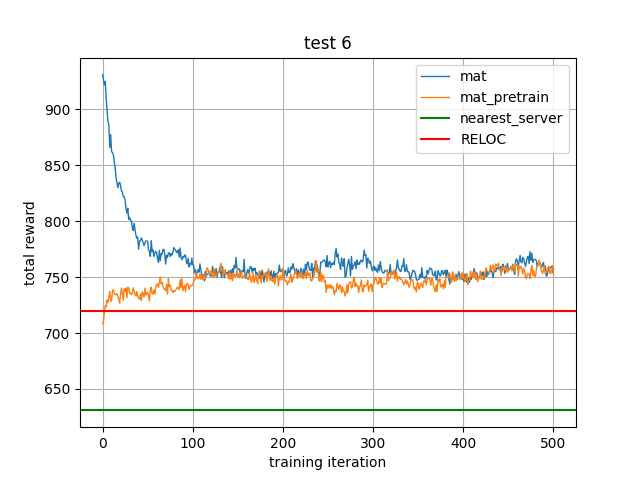 test 6
mat
mat_pretrain
nearest_server
RELOC
total reward
900
850
800
750
700
650
0
100
200
300
400
500
training iteration